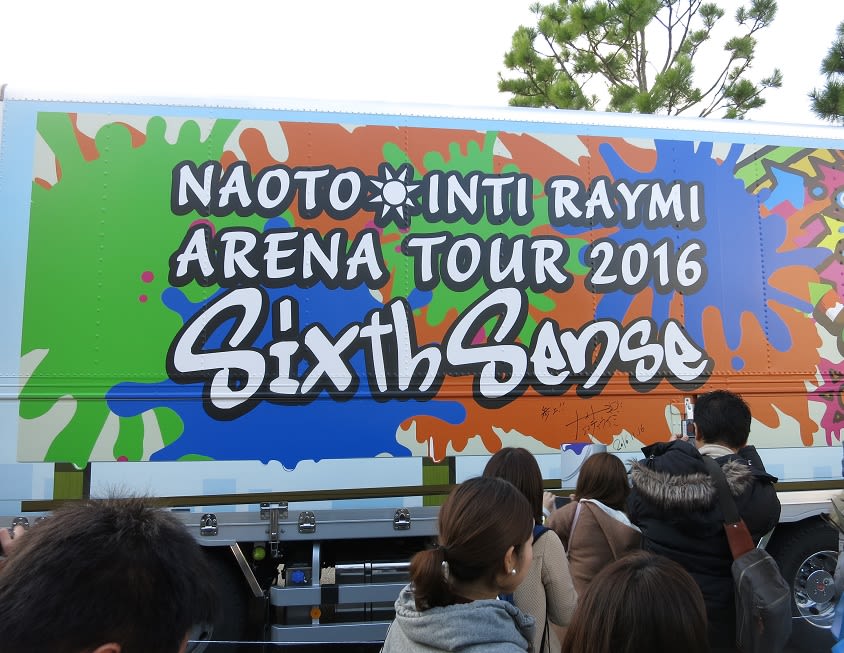 NAOTO INTI RAYMI
ARENA TOUR 2016
Sixth Sense